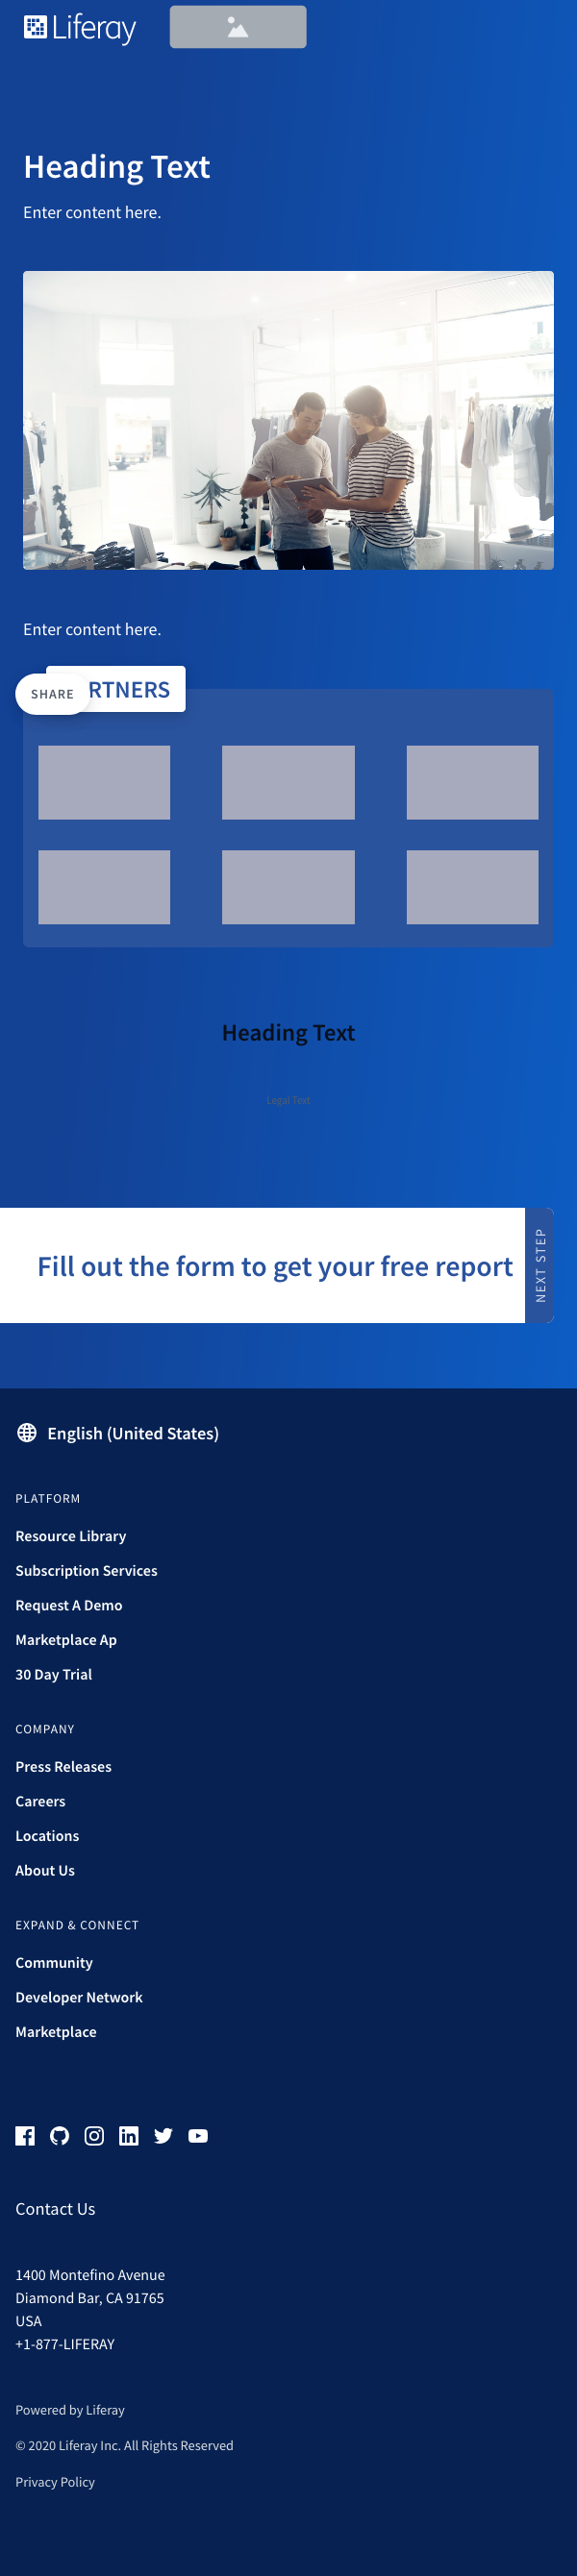 Liferay
Heading Text
Enter content here.
Enter content here.
SHARE
RTNERS
Heading Text
Legal Text
Fill out the form to get your free report
NEXT STEP
English (United States)
PLATFORM
Resource Library
Subscription Services
Request A Demo
Marketplace Ap
30 Day Trial
COMPANY
Press Releases
Careers
Locations
About Us
EXPAND & CONNECT
Community
Developer Network
Marketplace
Contact Us
1400 Montefino Avenue
Diamond Bar, CA 91765
USA
+1-877-LIFERAY
Powered by Liferay
© 2020 Liferay Inc. All Rights Reserved
Privacy Policy